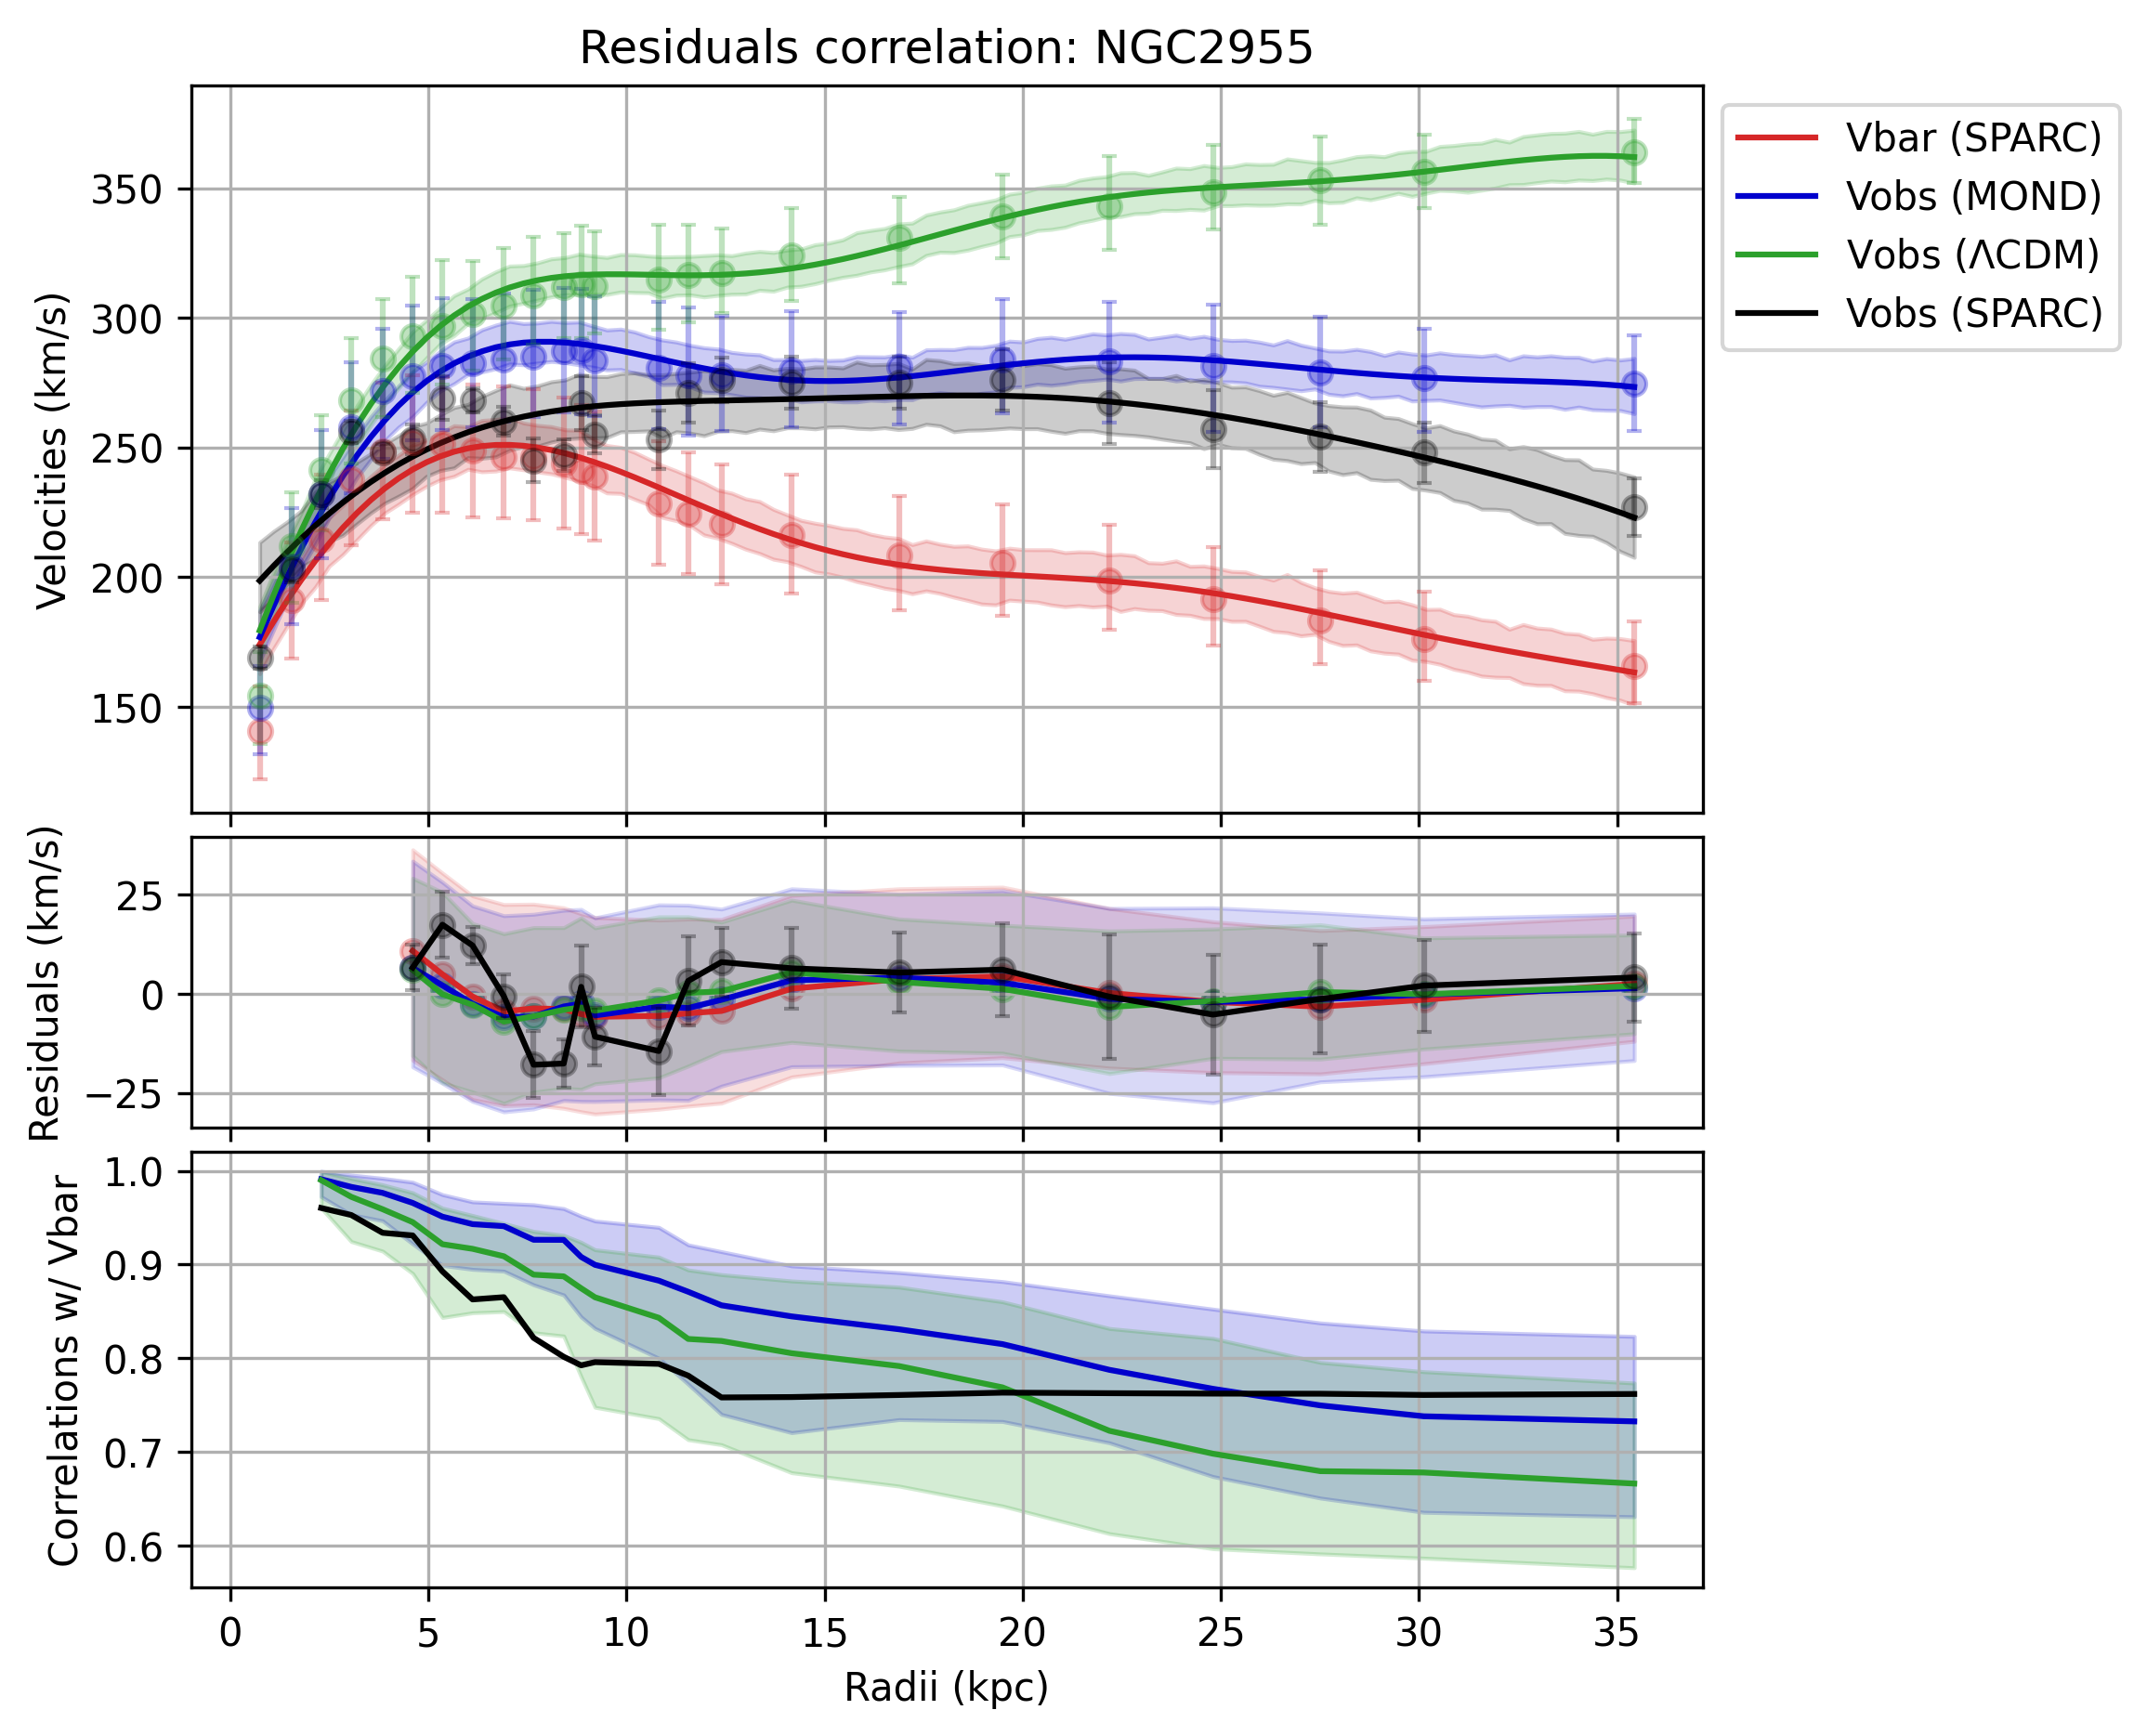 Residuals correlation: NGC2955
Vbar (SPARC)
Vobs (MOND)
Vobs (ΛCDM)
Vobs (SPARC)
Velocities (km/s)
350
300
250
200
150
Residuals (km/s)
25
0
−25
Correlations w/ Vbar
1.0
0.9
0.8
0.7
0.6
0 5 10 15 20 25 30 35
Radii (kpc)